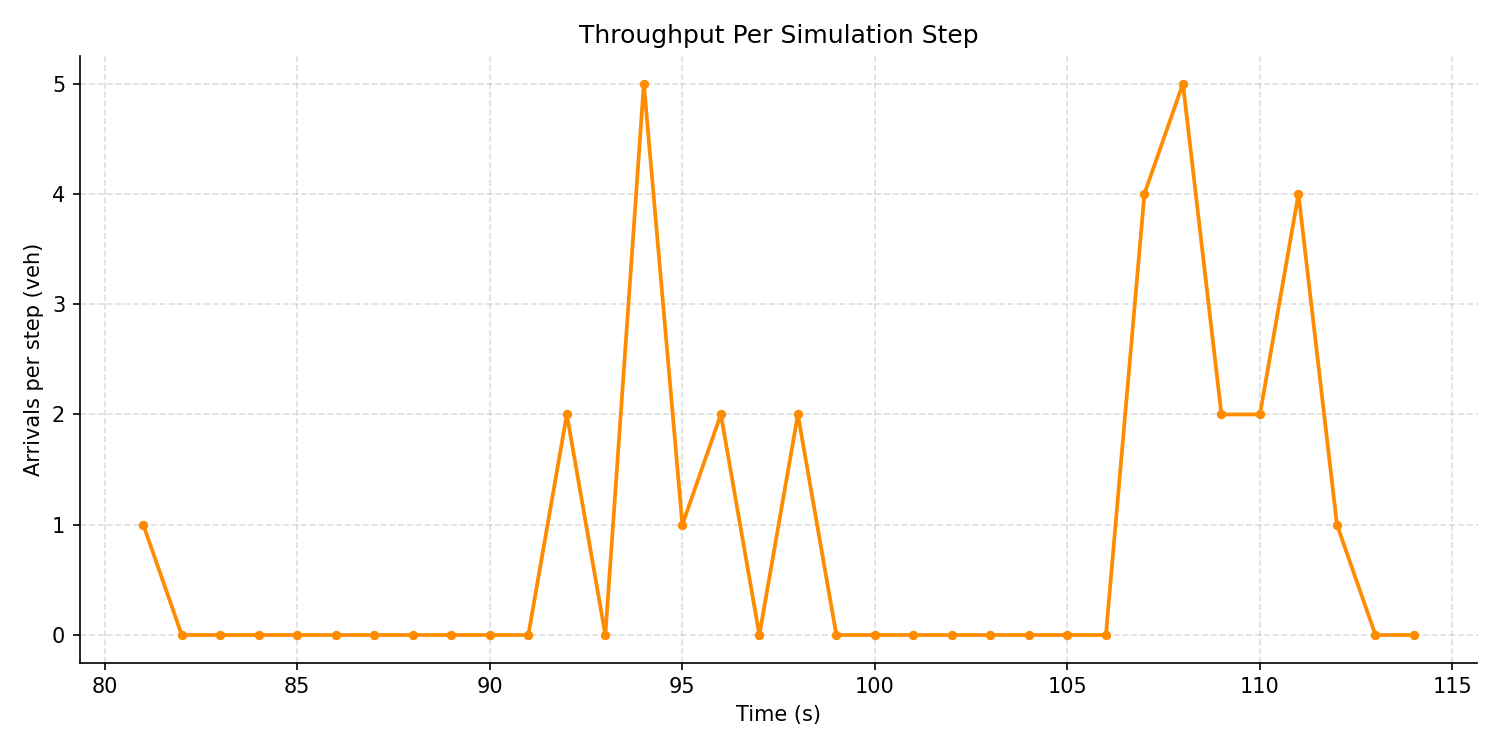 Throughput Per Simulation Step
Arrivals per step (veh)
5
4
3
2
1
0
80 85 90 95 100 105 110 115
Time (s)